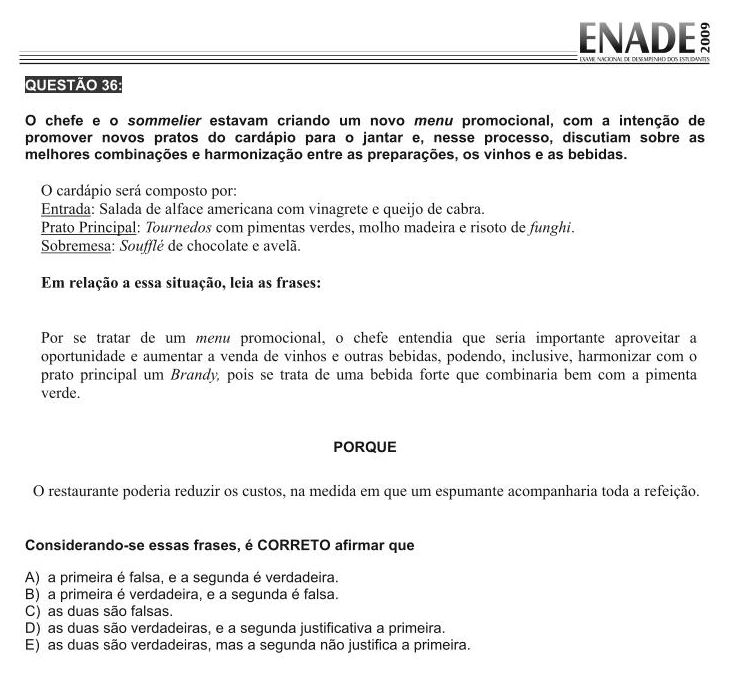 ENADE 2009
EXAME NACIONAL DE DESEMPENHO DOS ESTUDANTES
QUESTÃO 36:
O chefe e o sommelier estavam criando um novo menu promocional, com a intenção de
promover novos pratos do cardápio para o jantar e, nesse processo, discutiam sobre as
melhores combinações e harmonização entre as preparações, os vinhos e as bebidas.
O cardápio será composto por:
Entrada: Salada de alface americana com vinagrete e queijo de cabra.
Prato Principal: Tournedos com pimentas verdes, molho madeira e risoto de funghi.
Sobremesa: Soufflé de chocolate e avelã.
Em relação a essa situação, leia as frases:
Por se tratar de um menu promocional, o chefe entendia que seria importante aproveitar a
oportunidade e aumentar a venda de vinhos e outras bebidas, podendo, inclusive, harmonizar com o
prato principal um Brandy, pois se trata de uma bebida forte que combinaria bem com a pimenta
verde.
PORQUE
O restaurante poderia reduzir os custos, na medida em que um espumante acompanharia toda a refeição.
Considerando-se essas frases, é CORRETO afirmar que
A) a primeira é falsa, e a segunda é verdadeira.
B) a primeira é verdadeira, e a segunda é falsa.
C) as duas são falsas.
D) as duas são verdadeiras, e a segunda justificativa a primeira.
E) as duas são verdadeiras, mas a segunda não justifica a primeira.